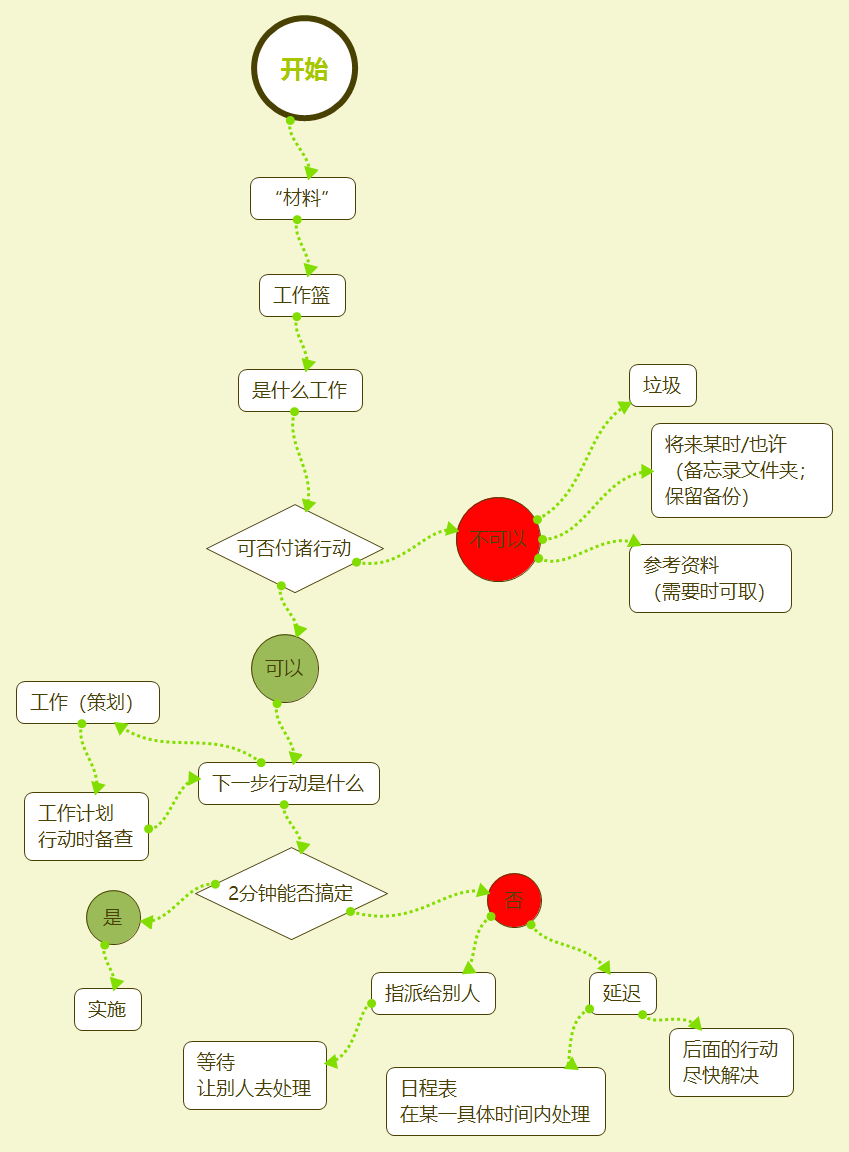 开始
“材料”
工作篮
是什么工作
垃圾
将来某时/也许
（备忘录文件夹；
保留备份）
可否付诸行动
不可以
参考资料
（需要时可取）
可以
工作（策划）
下一步行动是什么
工作计划
行动时备查
2分钟能否搞定
否
是
指派给别人
延迟
实施
等待
让别人去处理
后面的行动
尽快解决
日程表
在某一具体时间内处理